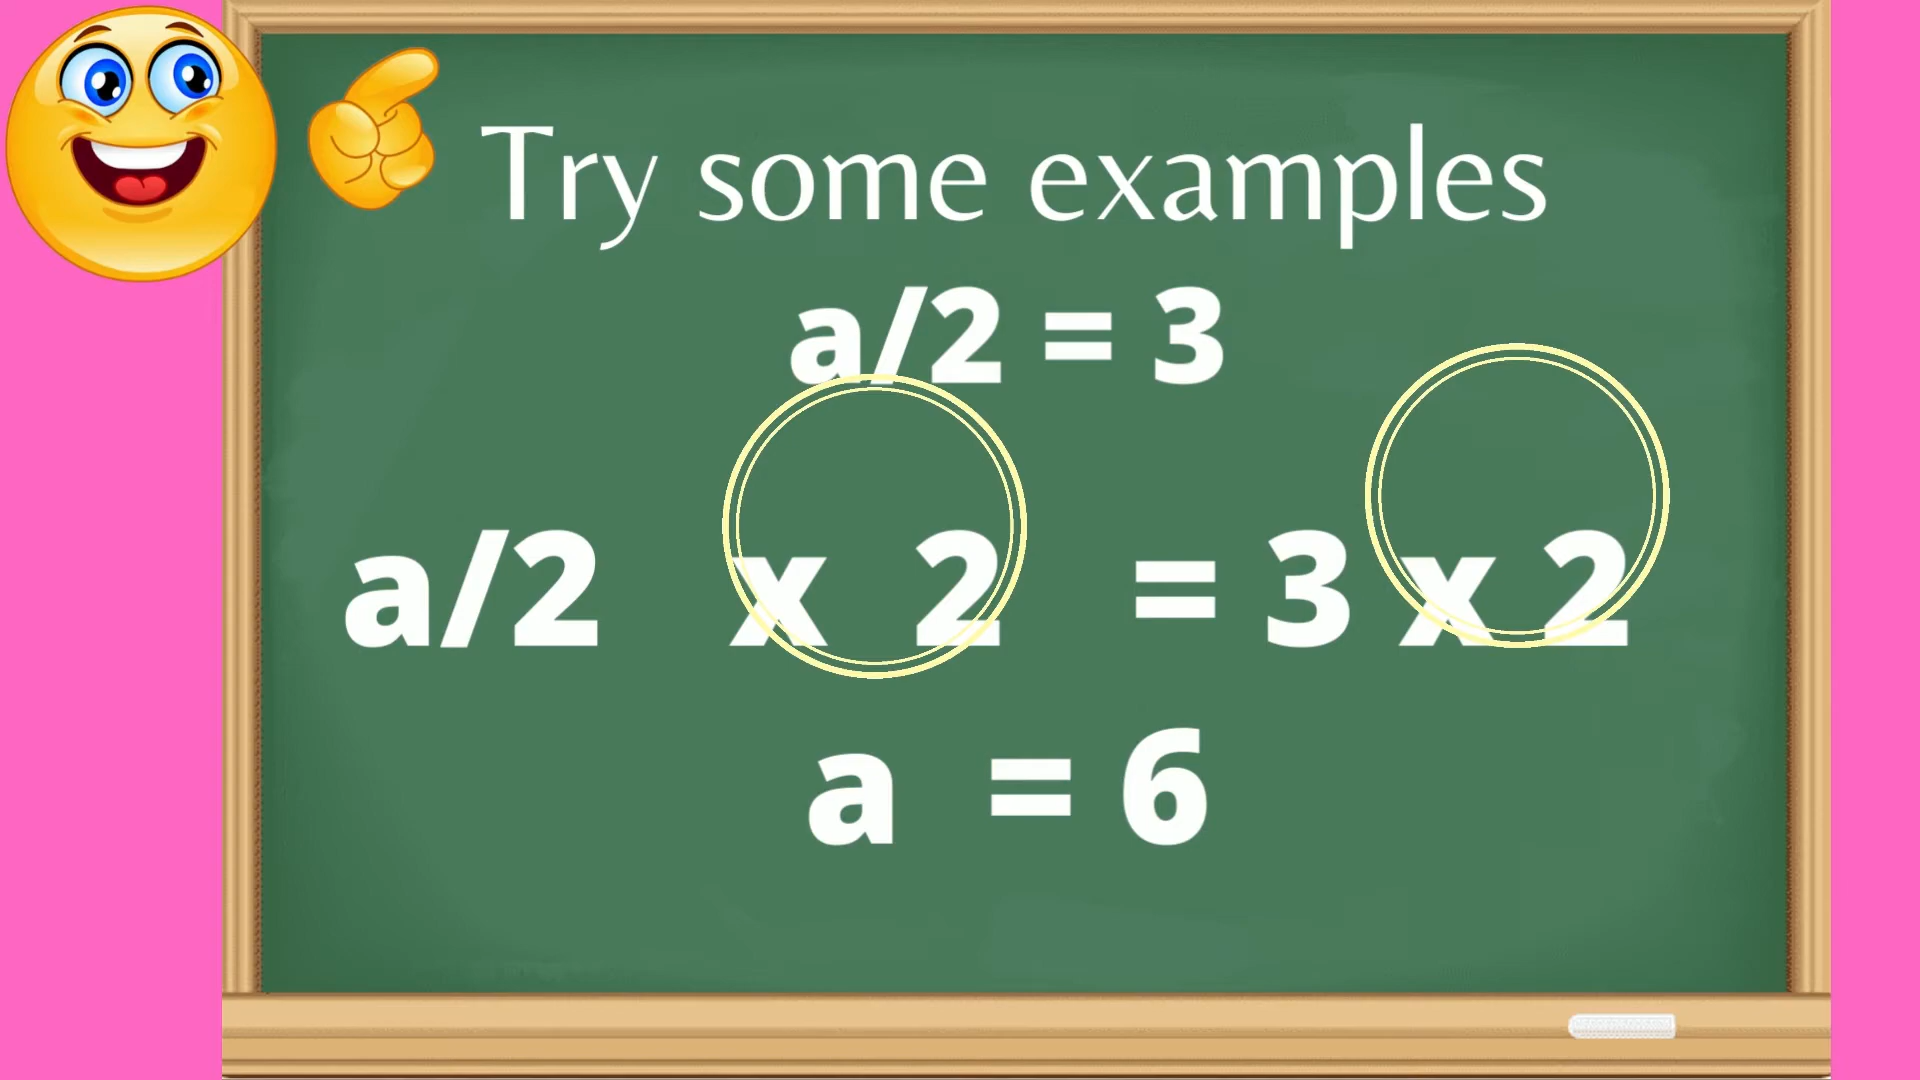 Try some examples
a/2 = 3
a/2 x 2 = 3 x 2
a = 6